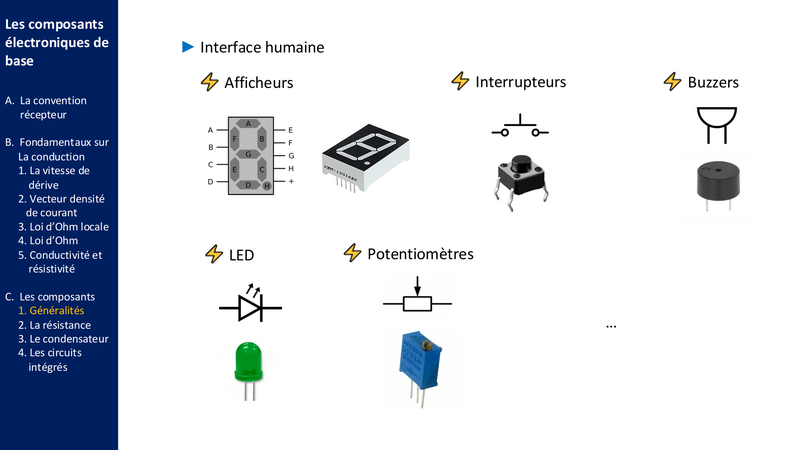 Les composants
électroniques de
base
A. La convention
récepteur
B. Fondamentaux sur
La conduction
1. La vitesse de
dérive
2. Vecteur densité
de courant
3. Loi d’Ohm locale
4. Loi d’Ohm
5. Conductivité et
résistivité
C. Les composants
1. Généralités
2. La résistance
3. Le condensateur
4. Les circuits
intégrés
Interface humaine
Afficheurs
Interrupteurs
Buzzers
A
B
C
D
A
F
B
G
E
C
D
H
E
F
G
H
+
LED
Potentiomètres
...